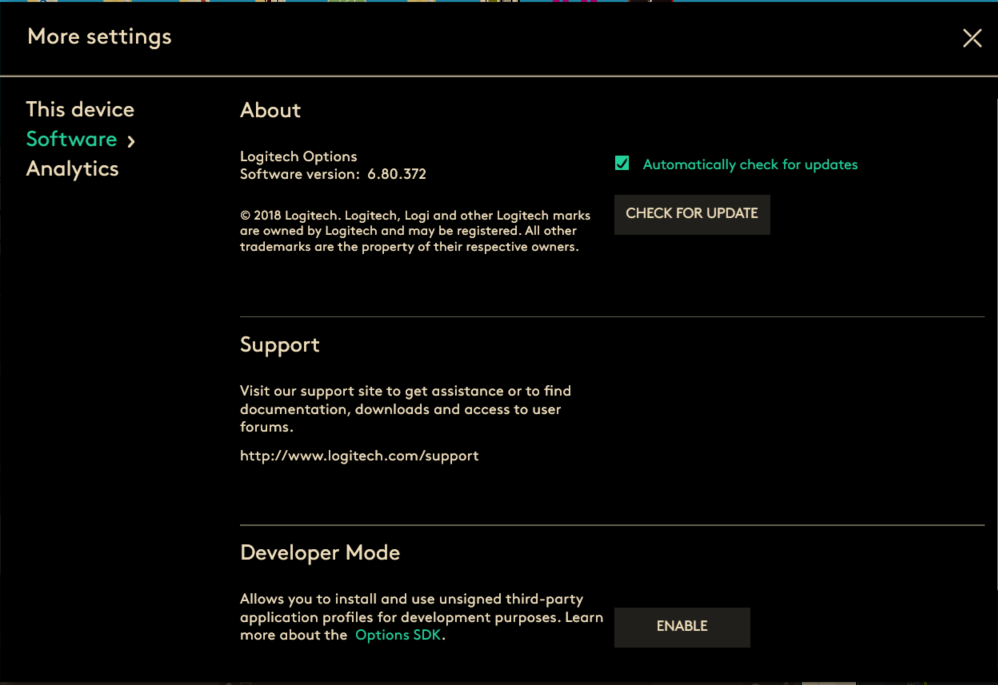 More settings
This device
Software
Analytics
About
Logitech Options
Software version: 6.80.372
© 2018 Logitech. Logitech, Logi and other Logitech marks
are owned by Logitech and may be registered. All other
trademarks are the property of their respective owners.
Automatically check for updates
CHECK FOR UPDATE
Support
Visit our support site to get assistance or to find
documentation, downloads and access to user
forums.
http://www.logitech.com/support
Developer Mode
Allows you to install and use unsigned third-party
application profiles for development purposes. Learn
more about the Options SDK.
ENABLE